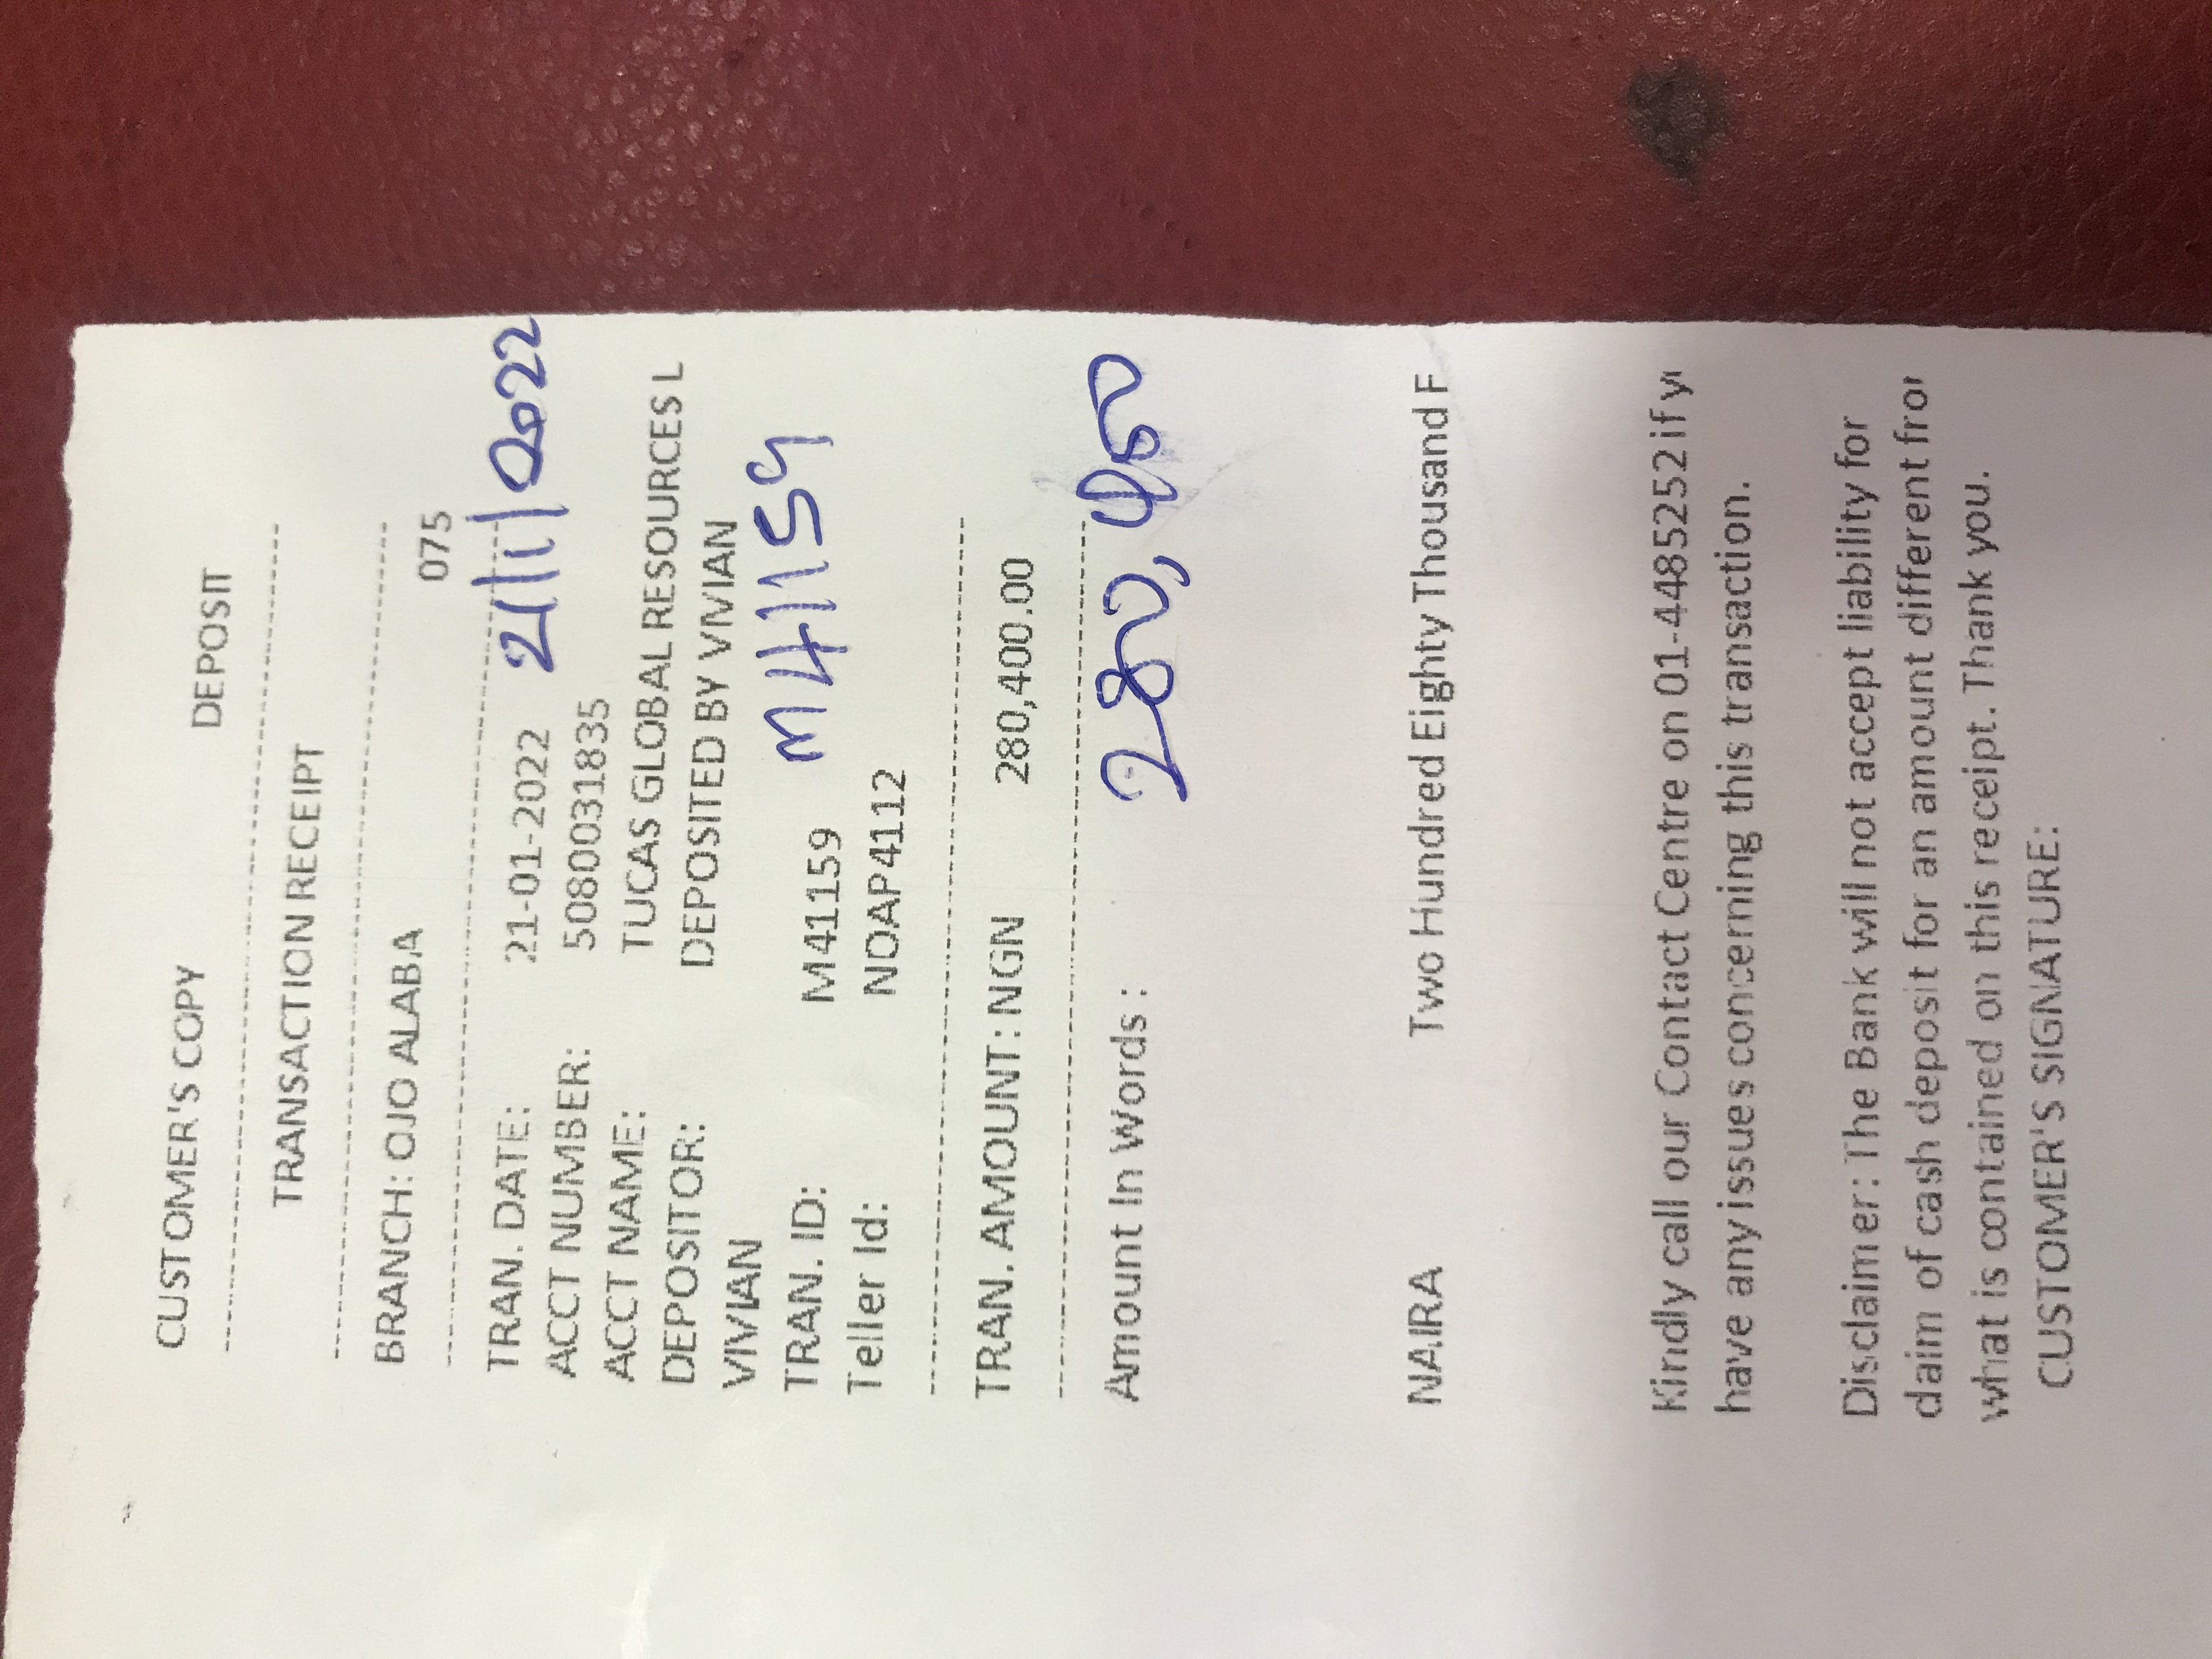 CUSTOMER'S COPY DEPOSIT
TRANSACTION RECEIPT
BRANCH: OJO ALABA 075
TRAN. DATE: 21-01-2022 21/1/2022
ACCT NUMBER: 5080031835
ACCT NAME: TUCAS GLOBAL RESOURCES L
DEPOSITOR: DEPOSITED BY VIVIAN
VIVIAN
TRAN. ID: M41159 M41159
Teller Id: NOAP4112
TRAN. AMOUNT: NGN 280,400.00
Amount In Words : 280,400
NAIRA Two Hundred Eighty Thousand F
Kindly call our Contact Centre on 01-4485252 if y
have any issues concerning this transaction.
Disclaimer: The Bank will not accept liability for
claim of cash deposit for an amount different fror
what is contained on this receipt. Thank you.
CUSTOMER'S SIGNATURE: